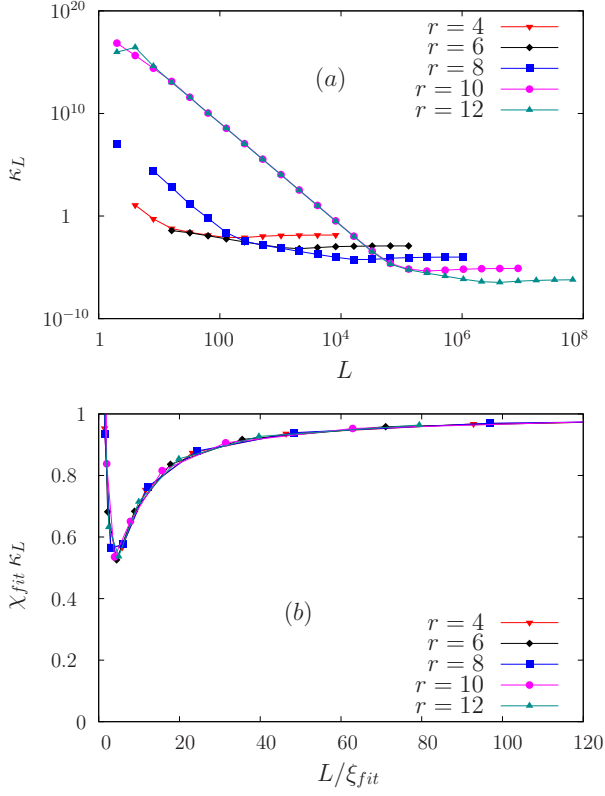 10^20
10^10
1
10^−10
κ_L
(a)
r = 4
r = 6
r = 8
r = 10
r = 12
1 100 10^4 10^6 10^8
L
1
0.8
0.6
0.4
0.2
0
χ_fit κ_L
(b)
r = 4
r = 6
r = 8
r = 10
r = 12
0 20 40 60 80 100 120
L/ξ_fit